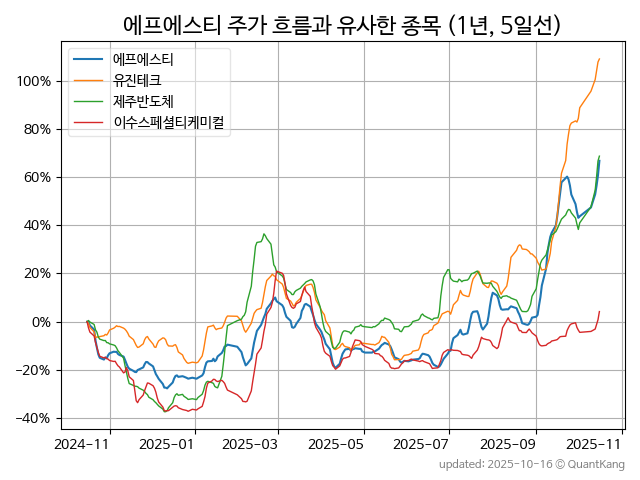 에프에스티 주가 흐름과 유사한 종목 (1년, 5일선)
에프에스티
유진테크
제주반도체
이수스페셜티케미컬
100%
80%
60%
40%
20%
0%
−20%
−40%
2024-11 2025-01 2025-03 2025-05 2025-07 2025-09 2025-11
updated: 2025-10-16 © QuantKang